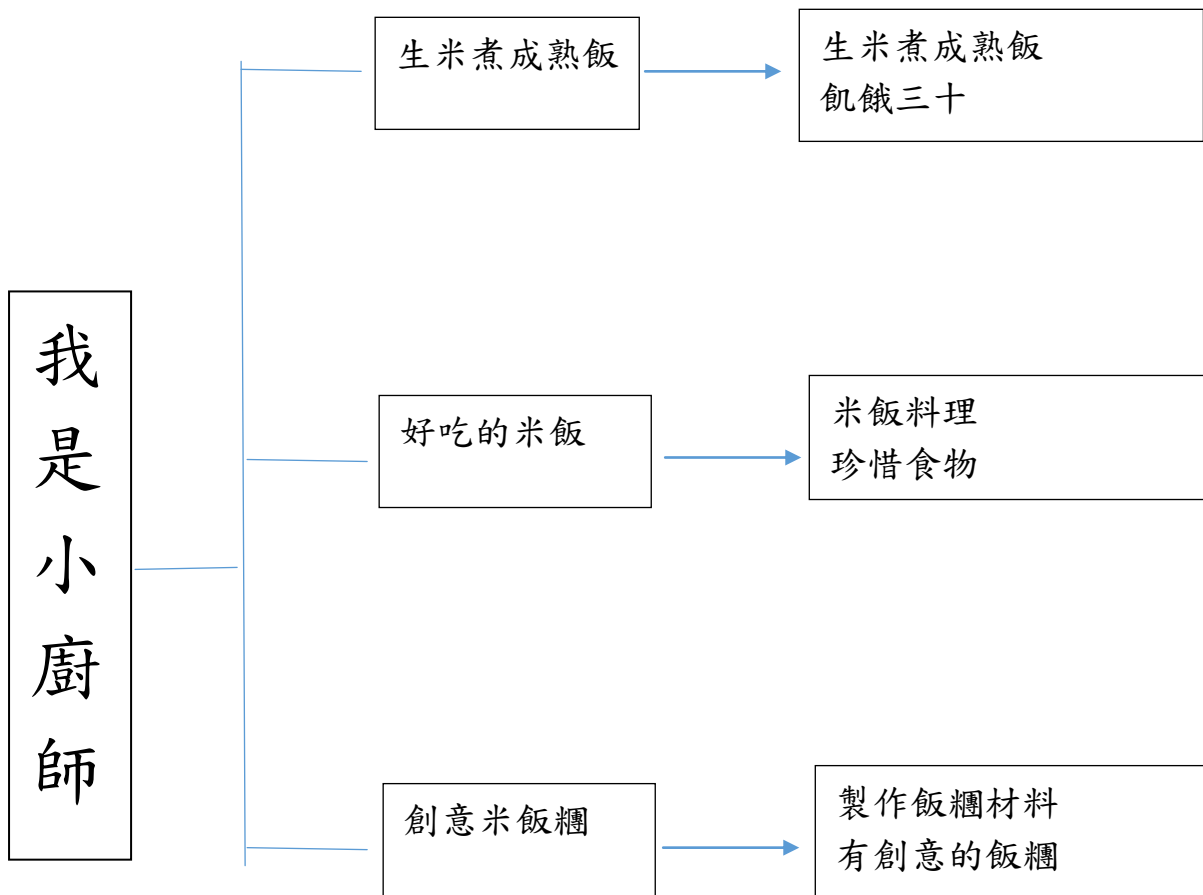 我是小廚師
生米煮成熟飯
生米煮成熟飯
飢餓三十
好吃的米飯
米飯料理
珍惜食物
創意米飯糰
製作飯糰材料
有創意的飯糰